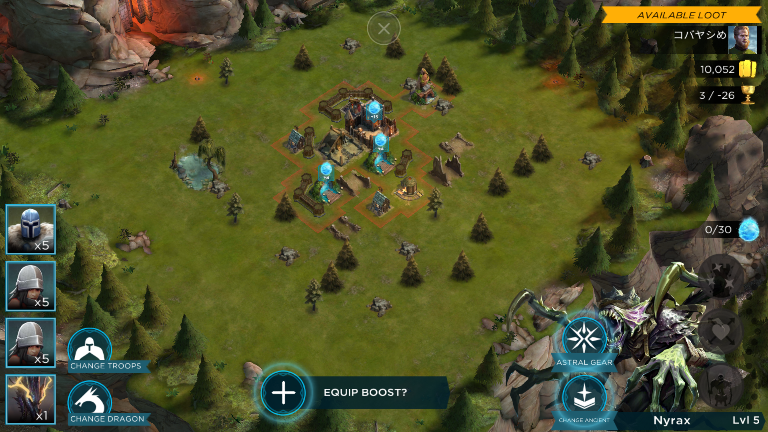 AVAILABLE LOOT
コバヤシめ
10,052
3 / -26
x5
0/30
x5
x5
CHANGE TROOPS
ASTRAL GEAR
x1
CHANGE DRAGON
EQUIP BOOST?
CHANGE ANCIENT
Nyrax
Lvl 5